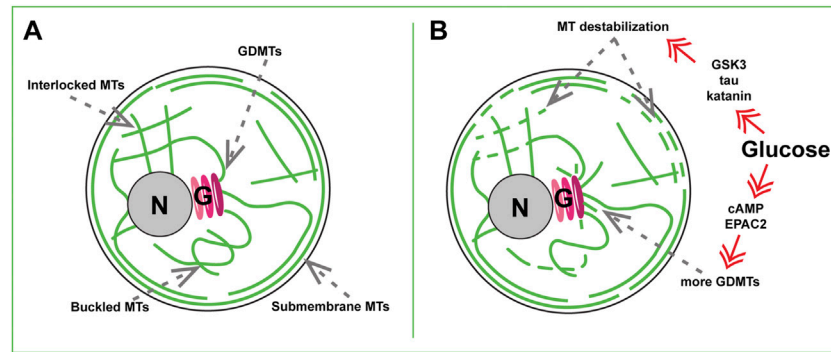 A
GDMTs
Interlocked MTs
N
G
Buckled MTs
Submembrane MTs
B
MT destabilization
GSK3
tau
katanin
Glucose
N
G
cAMP
EPAC2
more GDMTs